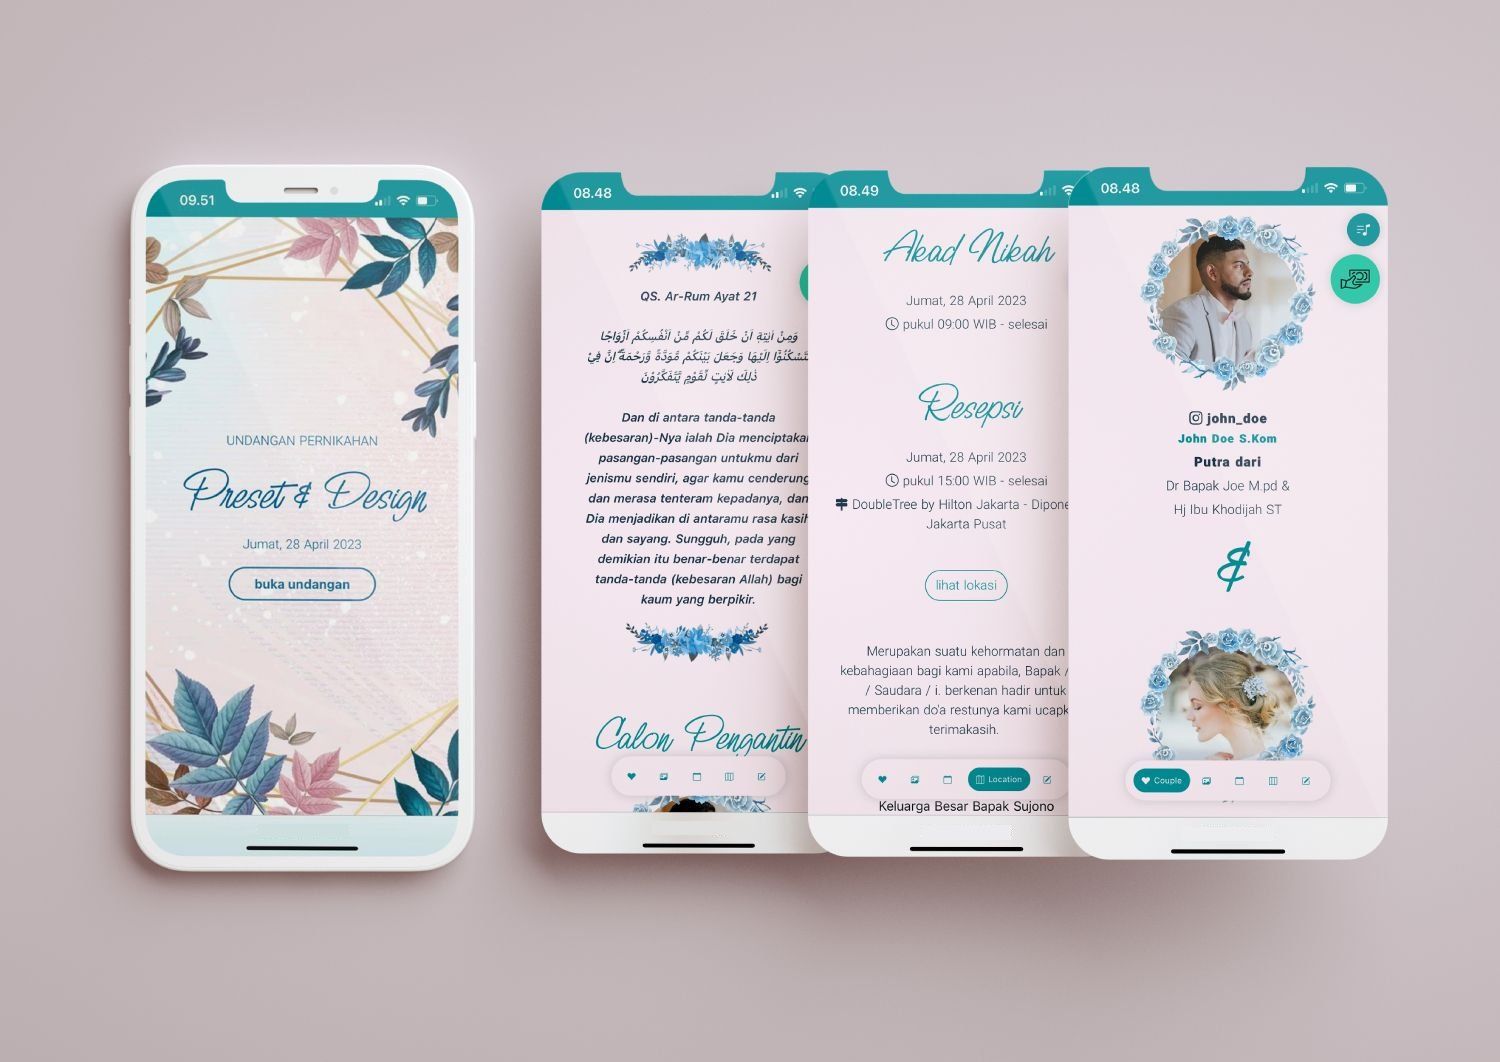 09.51
UNDANGAN PERNIKAHAN
Preset & Design
Jumat, 28 April 2023
buka undangan
08.48
QS. Ar-Rum Ayat 21
وَمِنْ اٰيٰتِهٖٓ اَنْ خَلَقَ لَكُمْ مِّنْ اَنْفُسِكُمْ اَزْوَاجًا
لِّتَسْكُنُوْٓا اِلَيْهَا وَجَعَلَ بَيْنَكُمْ مَّوَدَّةً وَّرَحْمَةً ۗاِنَّ فِيْ
ذٰلِكَ لَاٰيٰتٍ لِّقَوْمٍ يَّتَفَكَّرُوْنَ
Dan di antara tanda-tanda
(kebesaran)-Nya ialah Dia menciptakan
pasangan-pasangan untukmu dari
jenismu sendiri, agar kamu cenderung
dan merasa tenteram kepadanya, dan
Dia menjadikan di antaramu rasa kasih
dan sayang. Sungguh, pada yang
demikian itu benar-benar terdapat
tanda-tanda (kebesaran Allah) bagi
kaum yang berpikir.
Calon Pengantin
08.49
Akad Nikah
Jumat, 28 April 2023
pukul 09:00 WIB - selesai
Resepsi
Jumat, 28 April 2023
pukul 15:00 WIB - selesai
DoubleTree by Hilton Jakarta - Dipone
Jakarta Pusat
lihat lokasi
Merupakan suatu kehormatan dan
kebahagiaan bagi kami apabila, Bapak /
/ Saudara / i. berkenan hadir untuk
memberikan do'a restunya kami ucapk
terimakasih.
Location
Keluarga Besar Bapak Sujono
08.48
john_doe
John Doe S.Kom
Putra dari
Dr Bapak Joe M.pd &
Hj Ibu Khodijah ST
&
Couple